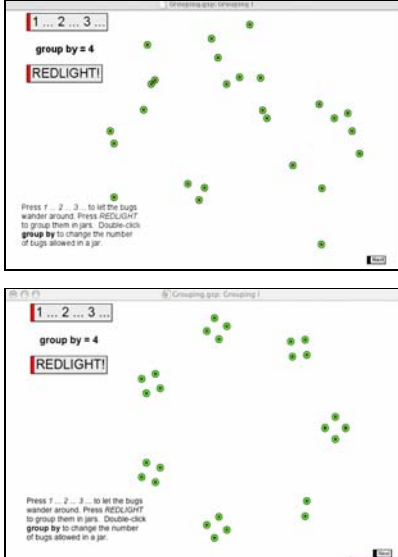 Grouping.gsp: Grouping I
1 ... 2 ... 3 ...
group by = 4
REDLIGHT!
Press 1 ... 2 ... 3 ... to let the bugs
wander around. Press REDLIGHT
to group them in jars. Double-click
group by to change the number
of bugs allowed in a jar.
Next
Grouping.gsp: Grouping I
1 ... 2 ... 3 ...
group by = 4
REDLIGHT!
Press 1 ... 2 ... 3 ... to let the bugs
wander around. Press REDLIGHT
to group them in jars. Double-click
group by to change the number
of bugs allowed in a jar.
Next